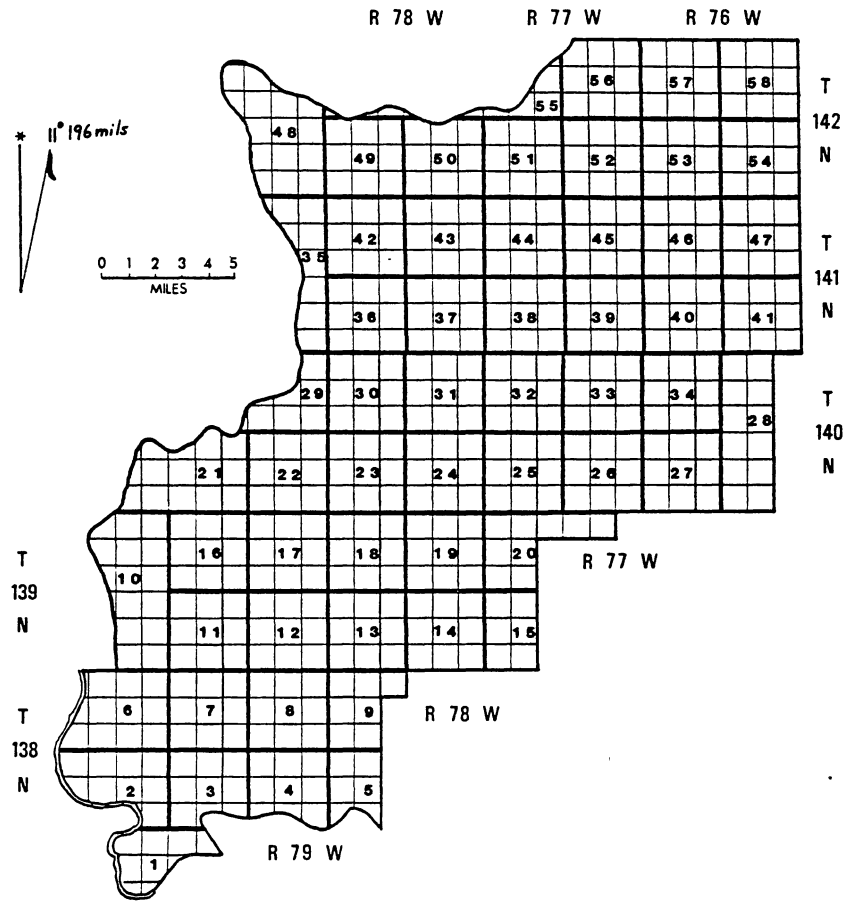 R 78 W R 77 W R 76 W
56 57 58
T
142
N
55
* 11° 196 mils
48
49 50 51 52 53 54
42 43 44 45 46 47
T
141
N
35
0 1 2 3 4 5
MILES
36 37 38 39 40 41
29 30 31 32 33 34
T
140
N
28
21 22 23 24 25 26 27
16 17 18 19 20
R 77 W
T
139
N
10
11 12 13 14 15
6 7 8 9
R 78 W
T
138
N
2 3 4 5
R 79 W
1